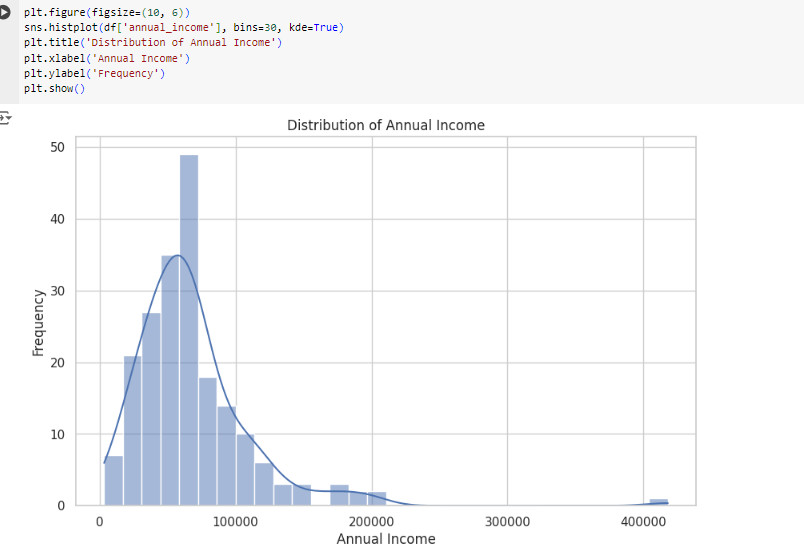 plt.figure(figsize=(10, 6))
sns.histplot(df['annual_income'], bins=30, kde=True)
plt.title('Distribution of Annual Income')
plt.xlabel('Annual Income')
plt.ylabel('Frequency')
plt.show()
Distribution of Annual Income
50
40
30
20
10
0
Frequency
0 100000 200000 300000 400000
Annual Income